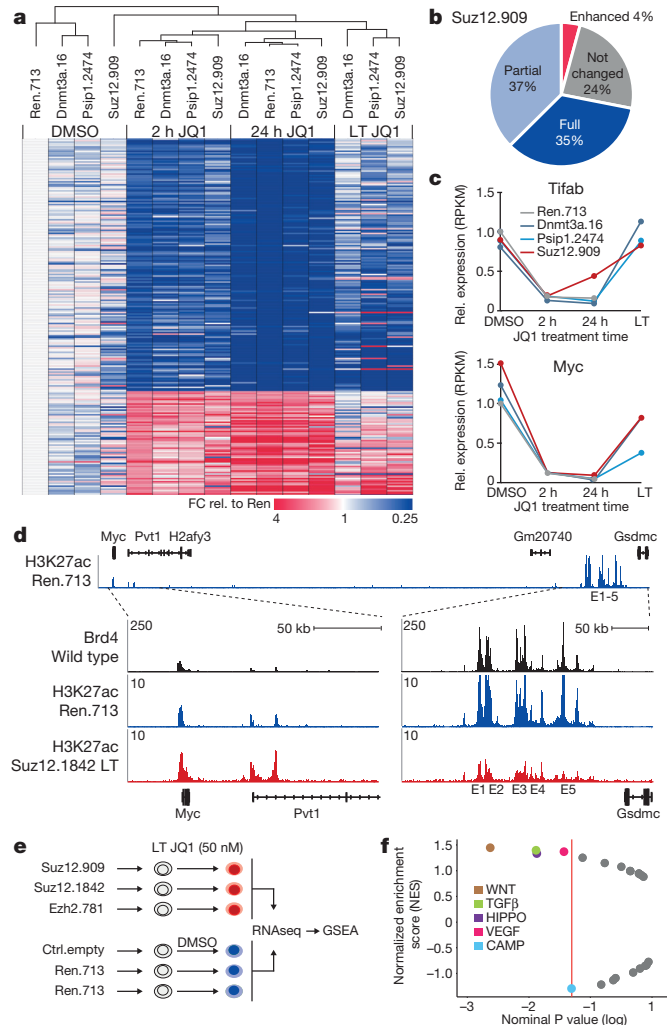 a
Ren.713
Dnmt3a.16
Psip1.2474
Suz12.909
Ren.713
Dnmt3a.16
Psip1.2474
Suz12.909
Dnmt3a.16
Ren.713
Psip1.2474
Suz12.909
Dnmt3a.16
Psip1.2474
Suz12.909
DMSO 2 h JQ1 24 h JQ1 LT JQ1
FC rel. to Ren
4 1 0.25
b Suz12.909
Enhanced 4%
Not changed 24%
Partial 37%
Full 35%
c
Tifab
Rel. expression (RPKM)
1.5
1.0
0.5
0
Ren.713
Dnmt3a.16
Psip1.2474
Suz12.909
DMSO 2 h 24 h LT
JQ1 treatment time
Myc
Rel. expression (RPKM)
1.5
1.0
0.5
0
DMSO 2 h 24 h LT
JQ1 treatment time
d
Myc Pvt1 H2afy3 Gm20740 Gsdmc
H3K27ac
Ren.713
E1-5
Brd4
Wild type
250 50 kb 250 50 kb
H3K27ac
Ren.713
10 10
H3K27ac
Suz12.1842 LT
10 10
E1 E2 E3 E4 E5
Myc Pvt1 Gsdmc
e
LT JQ1 (50 nM)
Suz12.909
Suz12.1842
Ezh2.781
RNAseq → GSEA
Ctrl.empty DMSO
Ren.713
Ren.713
f
Normalized enrichment
score (NES)
1.5
1.0
0.5
0
-0.5
-1.0
WNT
TGFβ
HIPPO
VEGF
CAMP
-3 -2 -1 -1
Nominal P value (log)